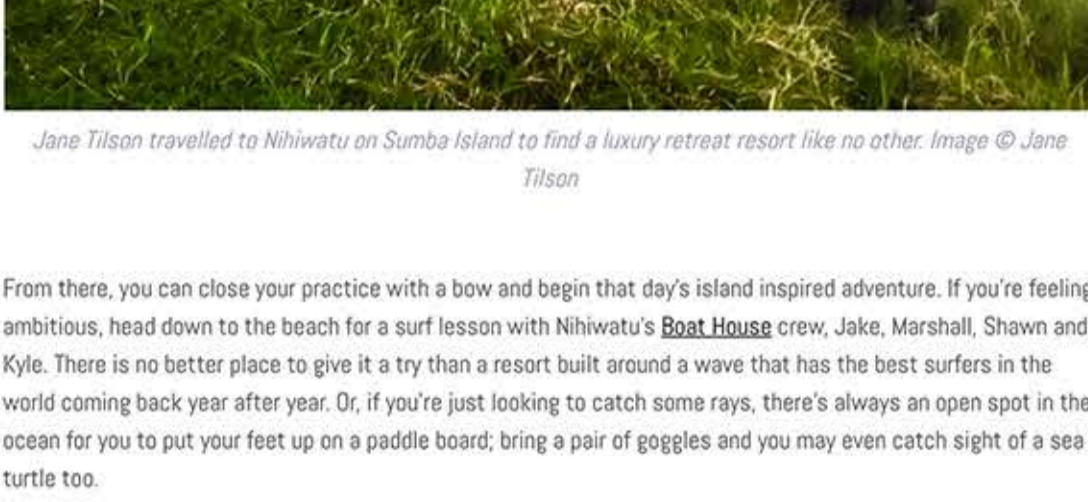 Jane Tilson travelled to Nihiwatu on Sumba Island to find a luxury retreat resort like no other. Image © Jane
Tilson
From there, you can close your practice with a bow and begin that day's island inspired adventure. If you're feeling
ambitious, head down to the beach for a surf lesson with Nihiwatu's Boat House crew, Jake, Marshall, Shawn and
Kyle. There is no better place to give it a try than a resort built around a wave that has the best surfers in the
world coming back year after year. Or, if you're just looking to catch some rays, there's always an open spot in the
ocean for you to put your feet up on a paddle board; bring a pair of goggles and you may even catch sight of a sea
turtle too.